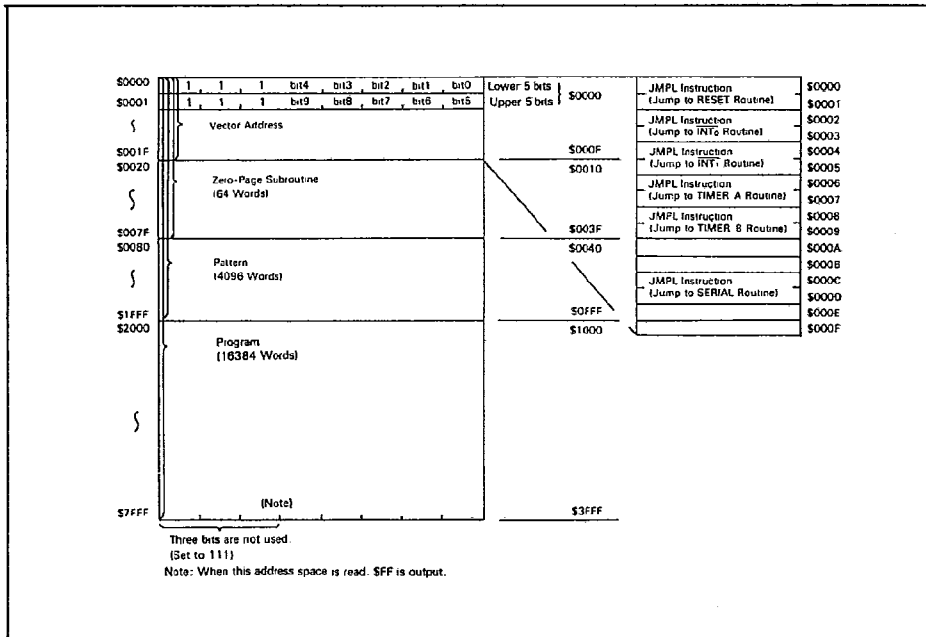 $0000 1 1 1 bit4 bit3 bit2 bit1 bit0 Lower 5 bits
$0001 1 1 1 bit9 bit8 bit7 bit6 bit5 Upper 5 bits
$0000
Vector Address
$001F
$000F
$0020
$0010
Zero-Page Subroutine
(64 Words)
$007F
$003F
$0080
$0040
Pattern
(4096 Words)
$1FFF
$0FFF
$2000
$1000
Program
(16384 Words)
(Note)
$7FFF
$3FFF
Three bits are not used.
(Set to 111)
Note: When this address space is read. $FF is output.
JMPL Instruction
(Jump to RESET Routine)
$0000
$0001
JMPL Instruction
(Jump to INT0 Routine)
$0002
$0003
JMPL Instruction
(Jump to INT1 Routine)
$0004
$0005
JMPL Instruction
(Jump to TIMER A Routine)
$0006
$0007
JMPL Instruction
(Jump to TIMER B Routine)
$0008
$0009
$000A
$000B
JMPL Instruction
(Jump to SERIAL Routine)
$000C
$000D
$000E
$000F